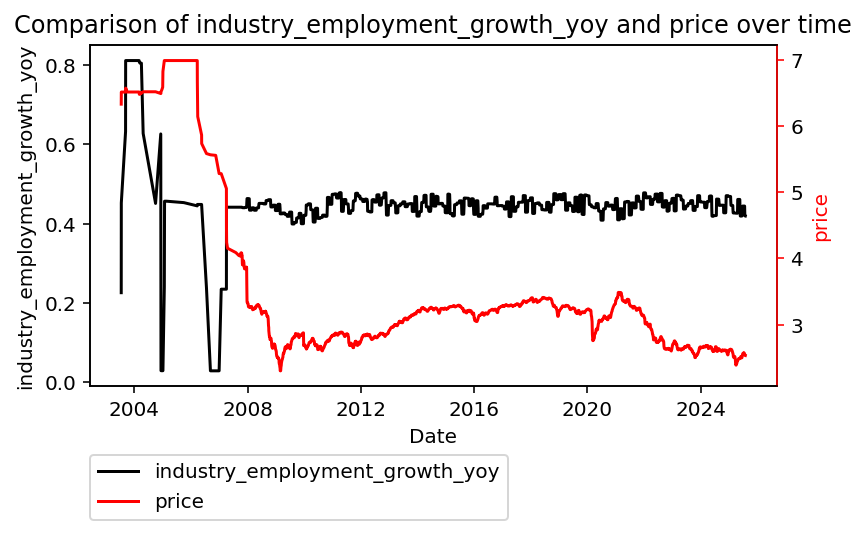 Comparison of industry_employment_growth_yoy and price over time
industry_employment_growth_yoy
0.8
0.6
0.4
0.2
0.0
7
6
5
4
3
price
2004 2008 2012 2016 2020 2024
Date
industry_employment_growth_yoy
price